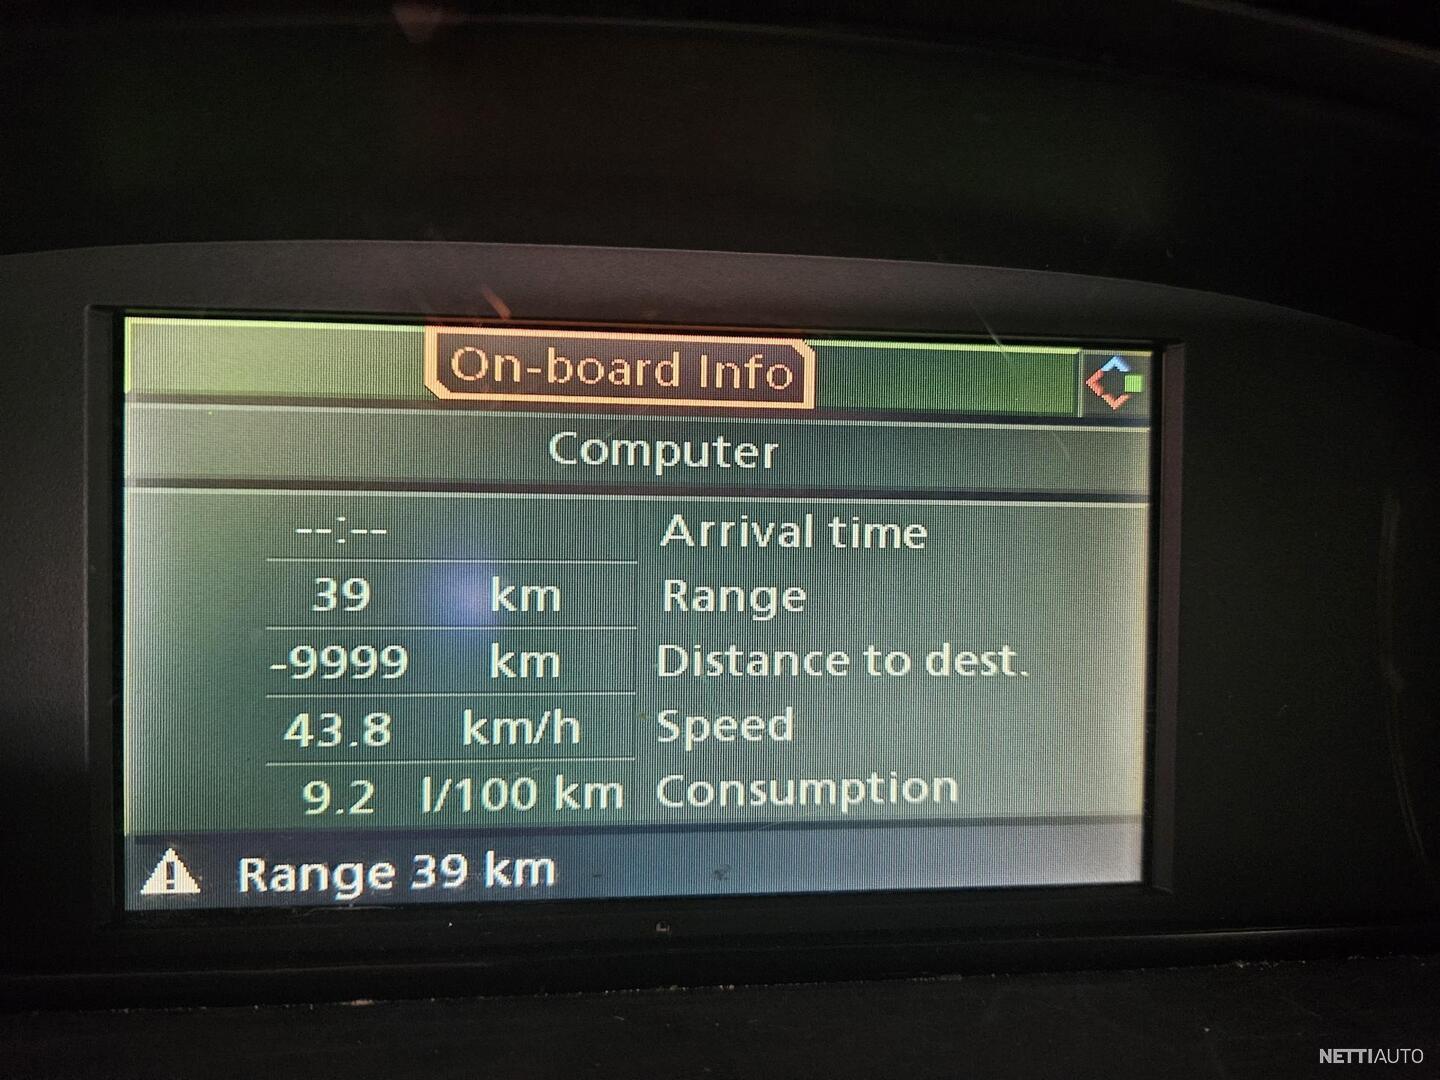 On-board Info
Computer
--:-- Arrival time
39 km Range
-9999 km Distance to dest.
43.8 km/h Speed
9.2 l/100 km Consumption
Range 39 km
NETTIAUTO